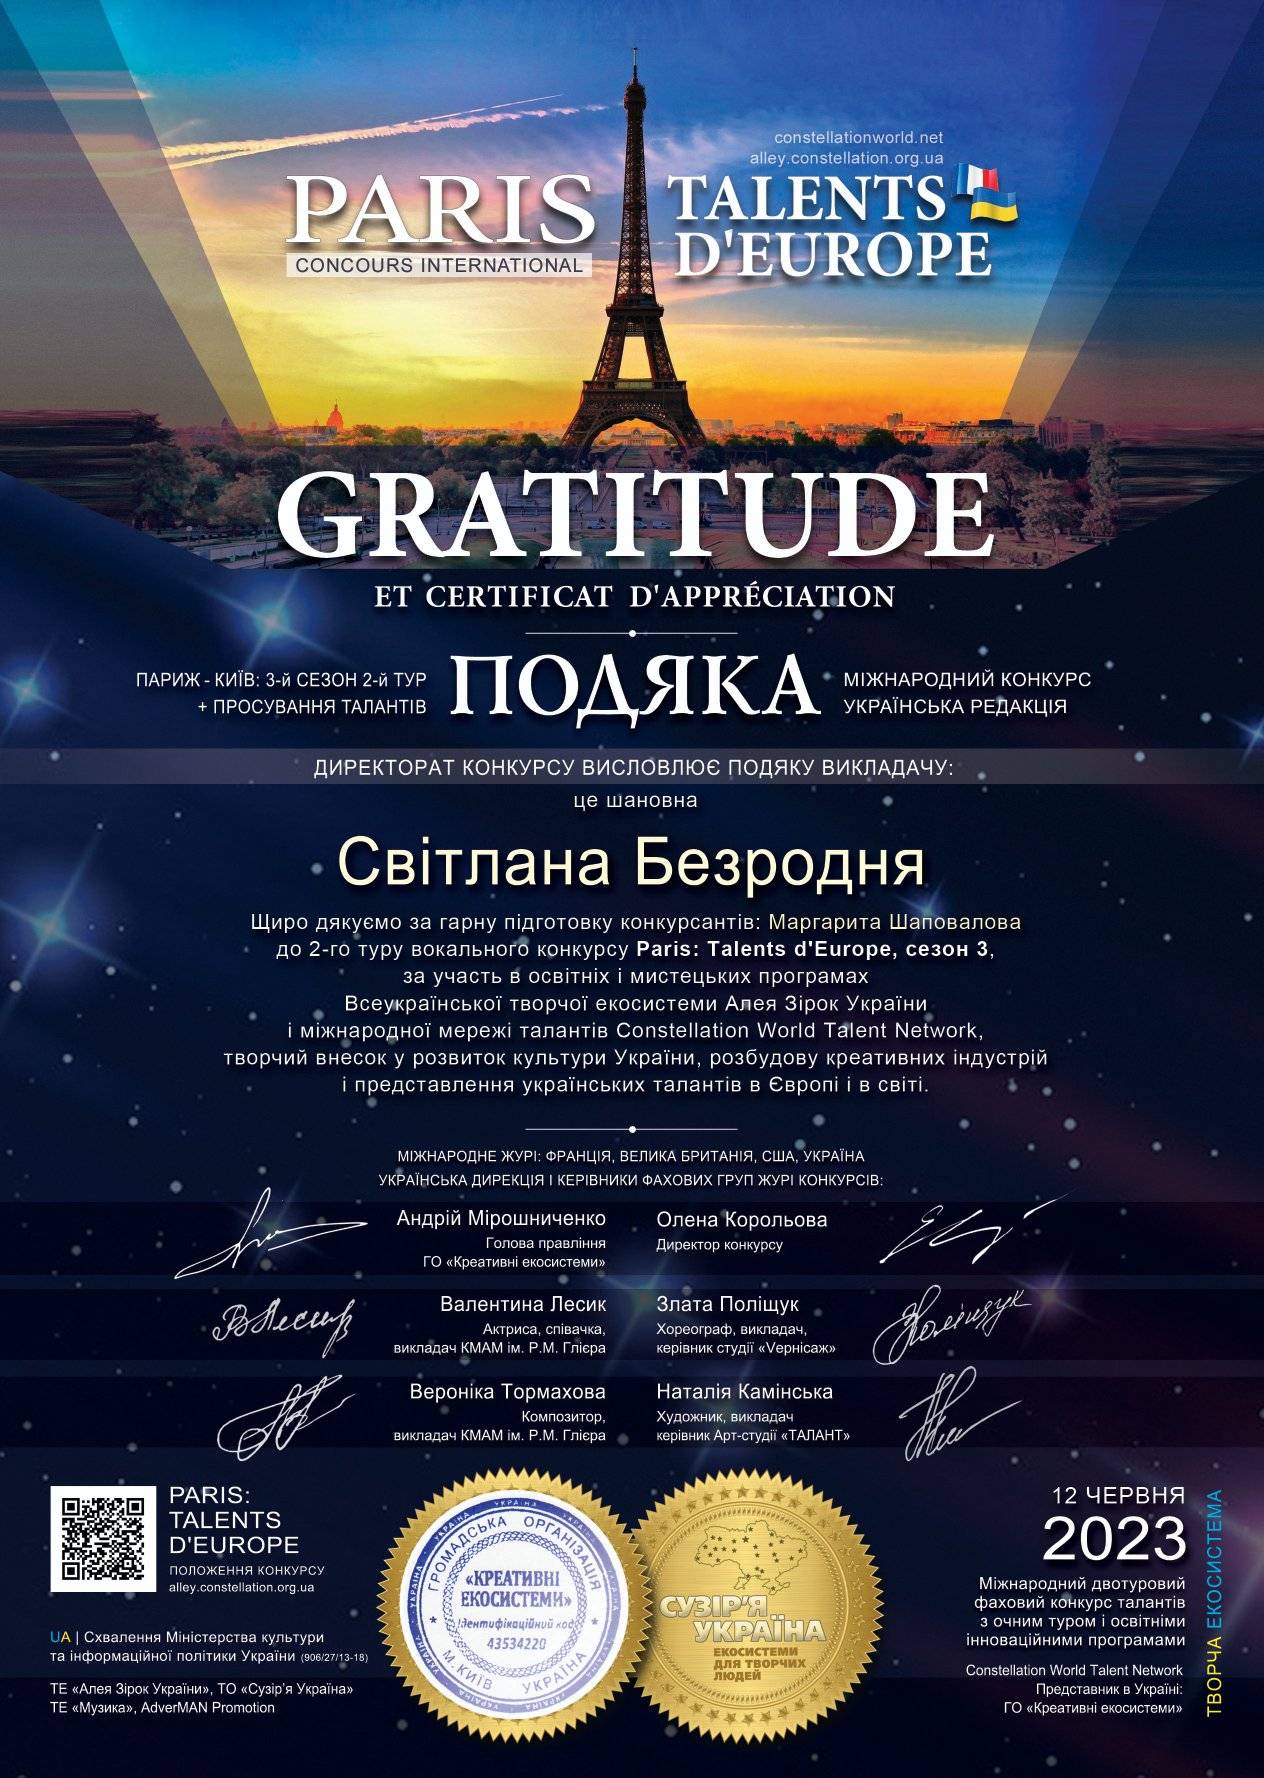 constellationworld.net
alley.constellation.org.ua
PARIS
CONCOURS INTERNATIONAL
TALENTS
D'EUROPE
GRATITUDE
ET CERTIFICAT D'APPRÉCIATION
ПАРИЖ - КИЇВ: 3-й СЕЗОН 2-й ТУР
+ ПРОСУВАННЯ ТАЛАНТІВ
ПОДЯКА
МІЖНАРОДНИЙ КОНКУРС
УКРАЇНСЬКА РЕДАКЦІЯ
ДИРЕКТОРАТ КОНКУРСУ ВИСЛОВЛЮЄ ПОДЯКУ ВИКЛАДАЧУ:
це шановна
Світлана Безродня
Щиро дякуємо за гарну підготовку конкурсантів: Маргарита Шаповалова
до 2-го туру вокального конкурсу Paris: Talents d'Europe, сезон 3,
за участь в освітніх і мистецьких програмах
Всеукраїнської творчої екосистеми Алея Зірок України
і міжнародної мережі талантів Constellation World Talent Network,
творчий внесок у розвиток культури України, розбудову креативних індустрій
і представлення українських талантів в Європі і в світі.
МІЖНАРОДНЕ ЖУРІ: ФРАНЦІЯ, ВЕЛИКА БРИТАНІЯ, США, УКРАЇНА
УКРАЇНСЬКА ДИРЕКЦІЯ І КЕРІВНИКИ ФАХОВИХ ГРУП ЖУРІ КОНКУРСІВ:
Андрій Мірошниченко
Голова правління
ГО «Креативні екосистеми»
Олена Корольова
Директор конкурсу
Валентина Лесик
Актриса, співачка,
викладач КМАМ ім. Р.М. Глієра
Злата Поліщук
Хореограф, викладач,
керівник студії «Verнісаж»
Вероніка Тормахова
Композитор,
викладач КМАМ ім. Р.М. Глієра
Наталія Камінська
Художник, викладач
керівник Арт-студії «ТАЛАНТ»
PARIS:
TALENTS
D'EUROPE
ПОЛОЖЕННЯ КОНКУРСУ
alley.constellation.org.ua
UA | Схвалення Міністерства культури
та інформаційної політики України (906/27/13-18)
ТЕ «Алея Зірок України», ТО «Сузір’я Україна»
ТЕ «Музика», AdverMAN Promotion
ГРОМАДСЬКА ОРГАНІЗАЦІЯ
«КРЕАТИВНІ
ЕКОСИСТЕМИ»
Ідентифікаційний код
43534220
М.КИЇВ УКРАЇНА
СУЗІР’Я
УКРАЇНА
ЕКОСИСТЕМИ
ДЛЯ ТВОРЧИХ
ЛЮДЕЙ
12 ЧЕРВНЯ
2023
Міжнародний двотуровий
фаховий конкурс талантів
з очним туром і освітніми
інноваційними програмами
Constellation World Talent Network
Представник в Україні:
ГО «Креативні екосистеми»
ТВОРЧА ЕКОСИСТЕМА